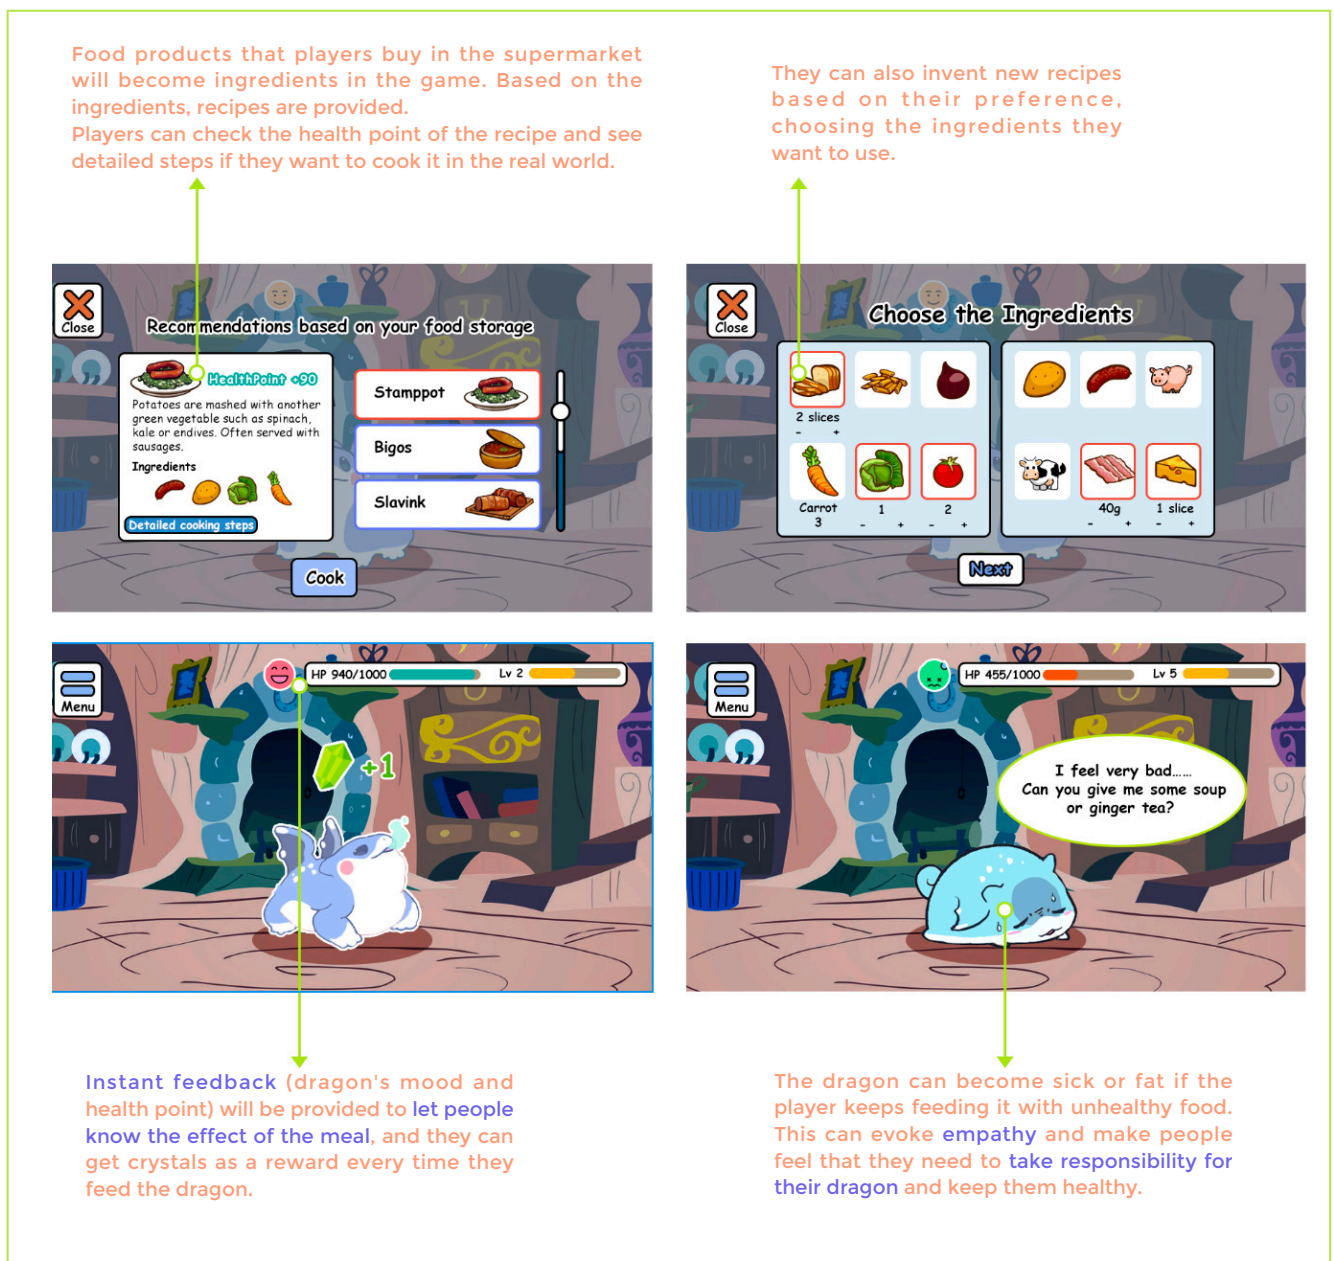 Food products that players buy in the supermarket
will become ingredients in the game. Based on the
ingredients, recipes are provided.
Players can check the health point of the recipe and see
detailed steps if they want to cook it in the real world.
They can also invent new recipes
based on their preference,
choosing the ingredients they
want to use.
Close
Recommendations based on your food storage
HealthPoint +90
Potatoes are mashed with another
green vegetable such as spinach,
kale or endives. Often served with
sausages.
Ingredients
Detailed cooking steps
Stamppot
Bigos
Slavink
Cook
Close
Choose the Ingredients
2 slices
- +
Carrot
3
1
- +
2
- +
40g
- +
1 slice
- +
Next
Menu
HP 940/1000
Lv 2
+1
Menu
HP 455/1000
Lv 5
I feel very bad......
Can you give me some soup
or ginger tea?
Instant feedback (dragon's mood and
health point) will be provided to let people
know the effect of the meal, and they can
get crystals as a reward every time they
feed the dragon.
The dragon can become sick or fat if the
player keeps feeding it with unhealthy food.
This can evoke empathy and make people
feel that they need to take responsibility for
their dragon and keep them healthy.